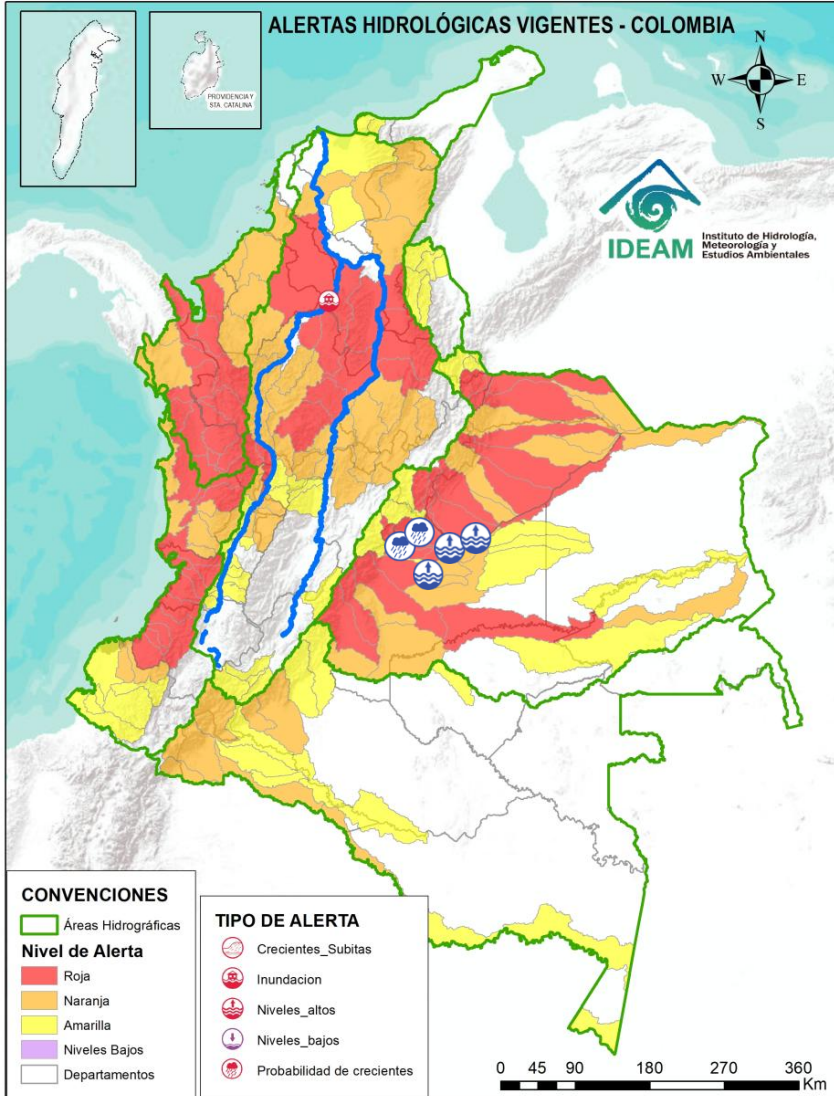 ALERTAS HIDROLÓGICAS VIGENTES - COLOMBIA
PROVIDENCIA Y
STA. CATALINA
N
W
E
S
IDEAM
Instituto de Hidrología,
Meteorología y
Estudios Ambientales
CONVENCIONES
Áreas Hidrográficas
Nivel de Alerta
Roja
Naranja
Amarilla
Niveles Bajos
Departamentos
TIPO DE ALERTA
Crecientes_Subitas
Inundacion
Niveles_altos
Niveles_bajos
Probabilidad de crecientes
0 45 90 180 270 360
Km